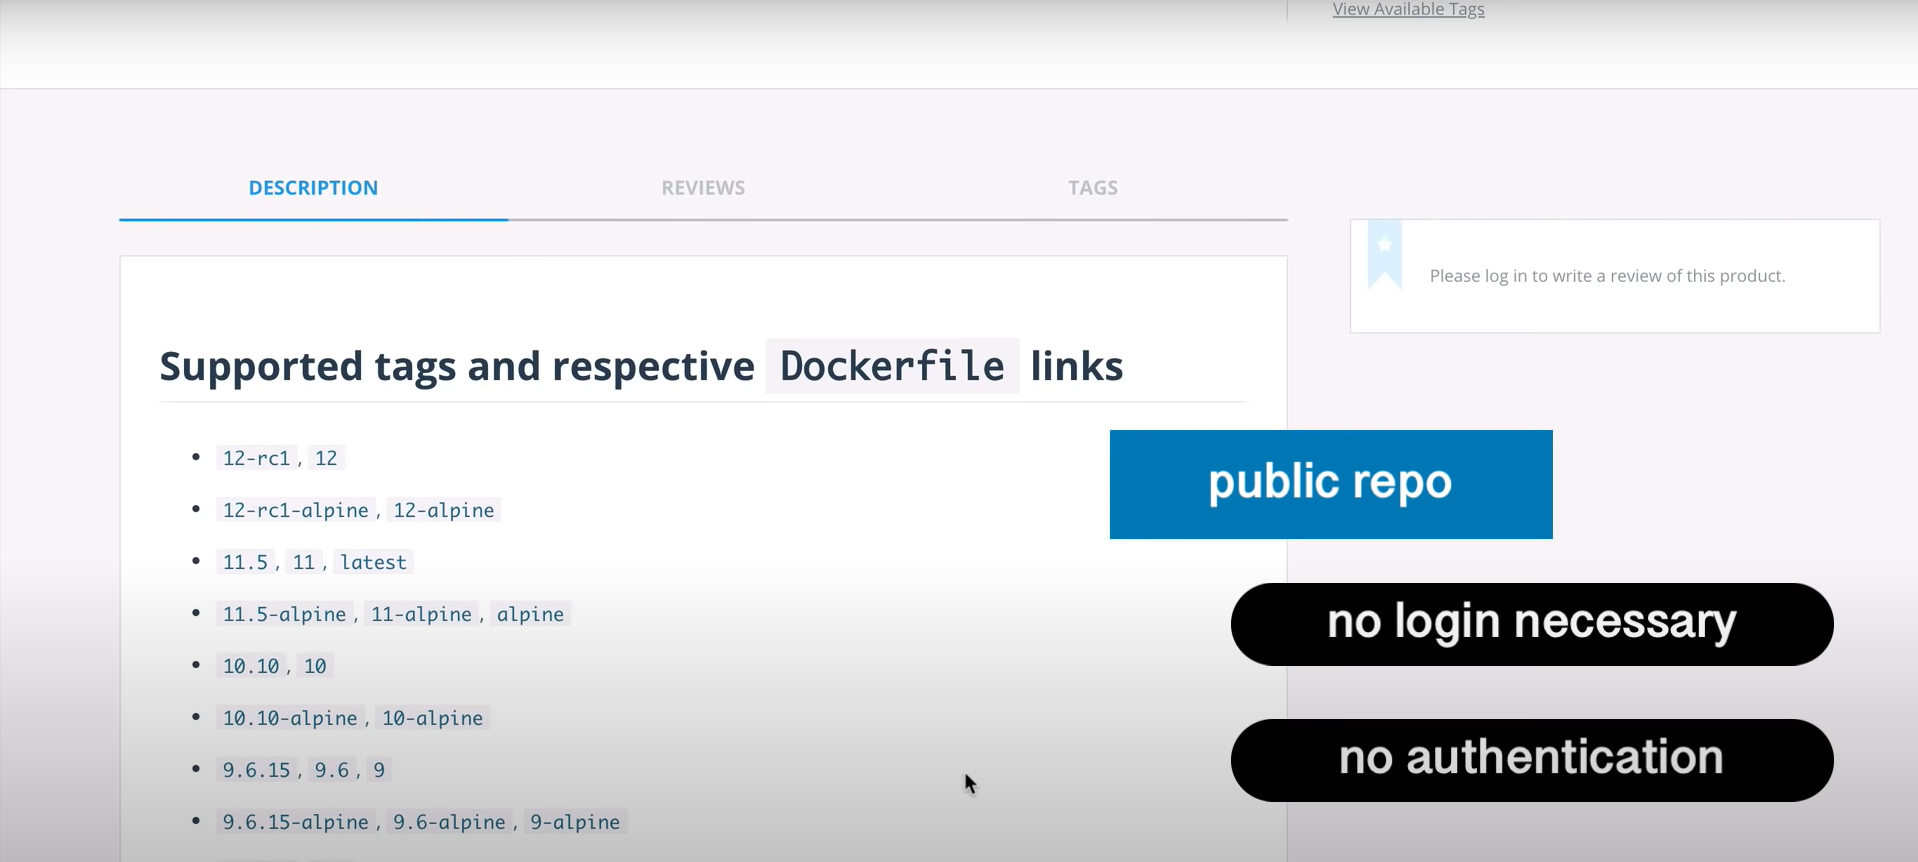 View Available Tags
DESCRIPTION
REVIEWS
TAGS
Please log in to write a review of this product.
Supported tags and respective Dockerfile links
12-rc1, 12
12-rc1-alpine, 12-alpine
11.5, 11, latest
11.5-alpine, 11-alpine, alpine
10.10, 10
10.10-alpine, 10-alpine
9.6.15, 9.6, 9
9.6.15-alpine, 9.6-alpine, 9-alpine
public repo
no login necessary
no authentication